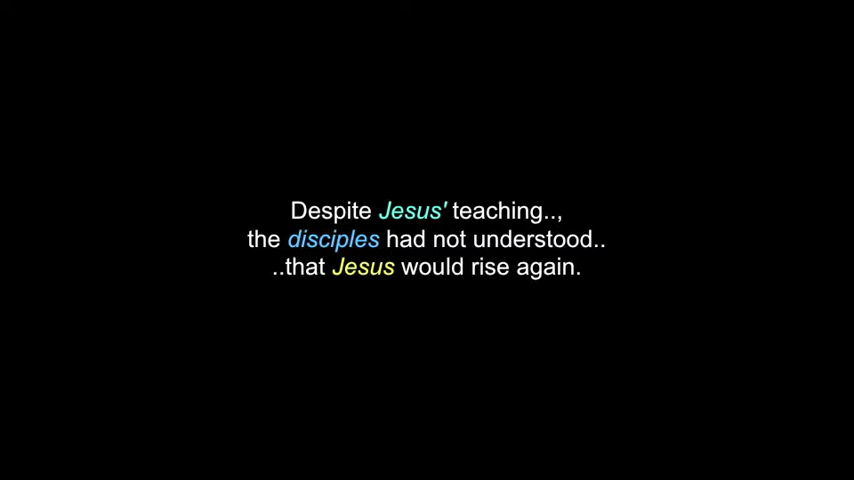 Despite Jesus' teaching..,
the disciples had not understood..
..that Jesus would rise again.